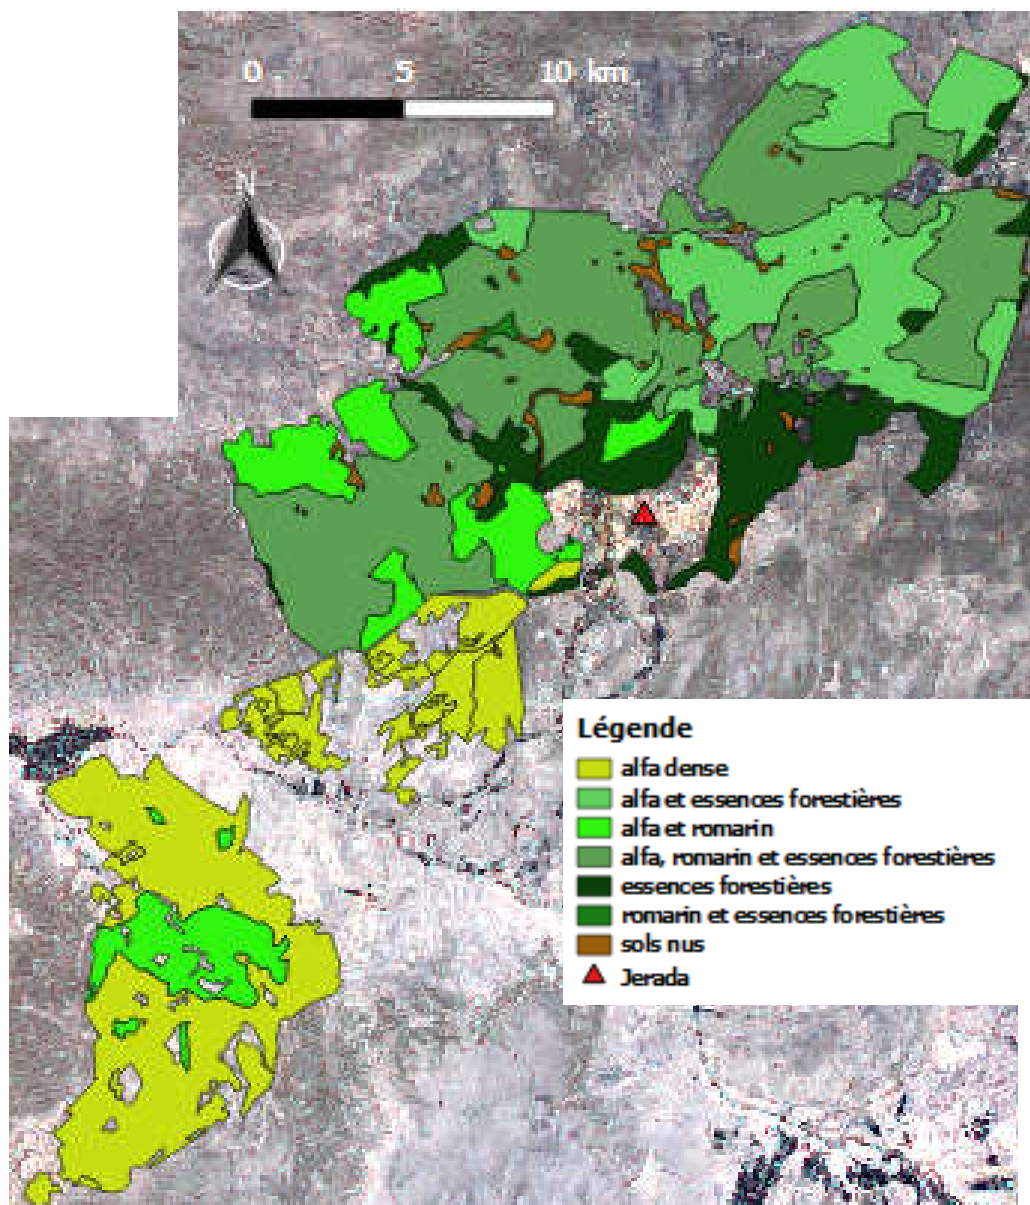 0 5 10 km
N
Légende
alfa dense
alfa et essences forestières
alfa et romarin
alfa, romarin et essences forestières
essences forestières
romarin et essences forestières
sols nus
Jerada